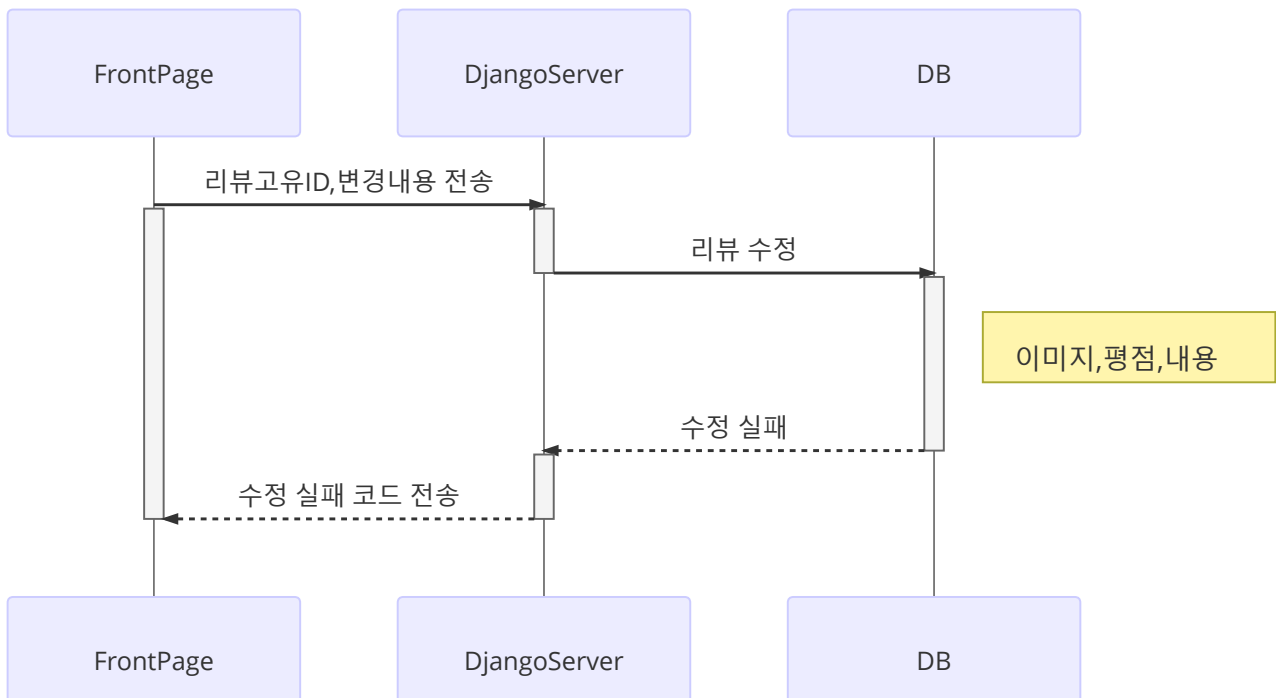 FrontPage
DjangoServer
DB
리뷰고유ID,변경내용 전송
리뷰 수정
이미지,평점,내용
수정 실패
수정 실패 코드 전송
FrontPage
DjangoServer
DB